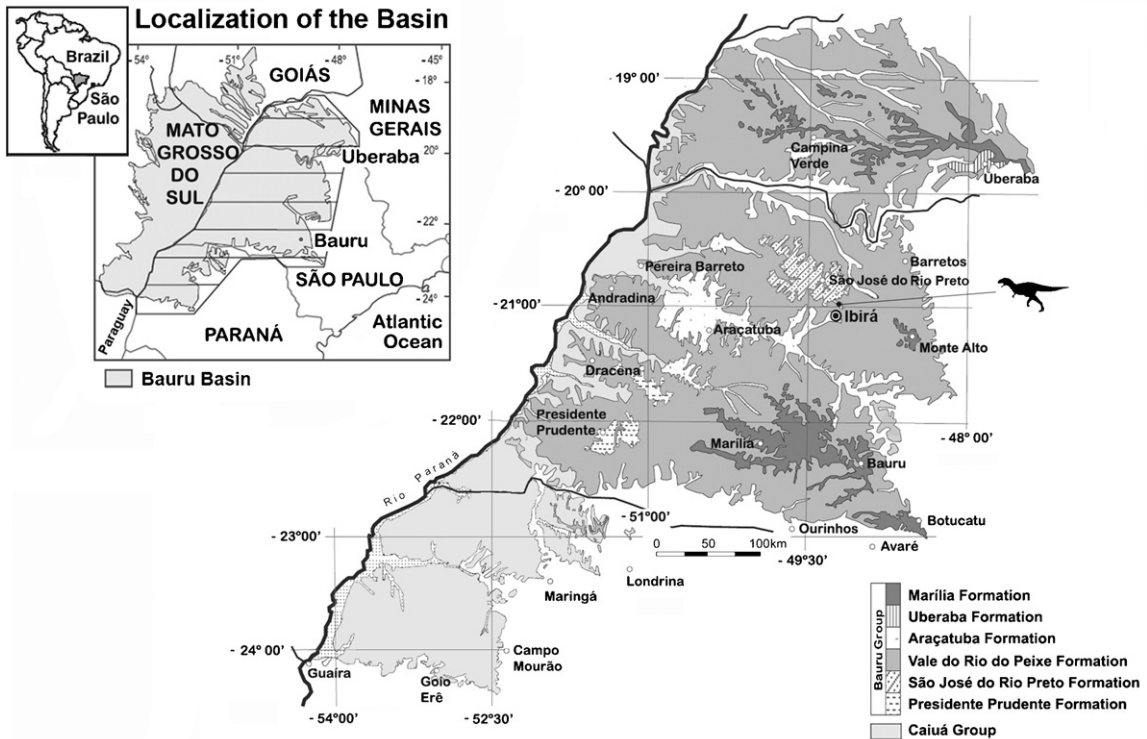 Localization of the Basin
Brazil
São
Paulo
54°
51°
-48
-45°
-18°
20°
-22°
-24°
GOIÁS
MINAS
GERAIS
MATO
GROSSO
DO
SUL
Uberaba
Bauru
SÃO PAULO
PARANÁ
Atlantic
Ocean
Paraguay
Bauru Basin
-19° 00'
- 20° 00'
-21° 00'
- 22° 00'
- 23° 00'
- 24° 00'
- 54° 00'
- 52° 30'
- 51° 00'
- 49° 30'
- 48° 00'
Campina
Verde
Uberaba
Barretos
Pereira Barreto
São José do Rio Preto
Andradina
Ibirá
Araçatuba
Monte Alto
Dracena
Presidente
Prudente
Marília
Bauru
Rio Paraná
Botucatu
Ourinhos
Avaré
0 50 100km
Londrina
Maringá
Campo
Mourão
Guaíra
Goio
Erê
Bauru Group
Marília Formation
Uberaba Formation
Araçatuba Formation
Vale do Rio do Peixe Formation
São José do Rio Preto Formation
Presidente Prudente Formation
Caiuá Group